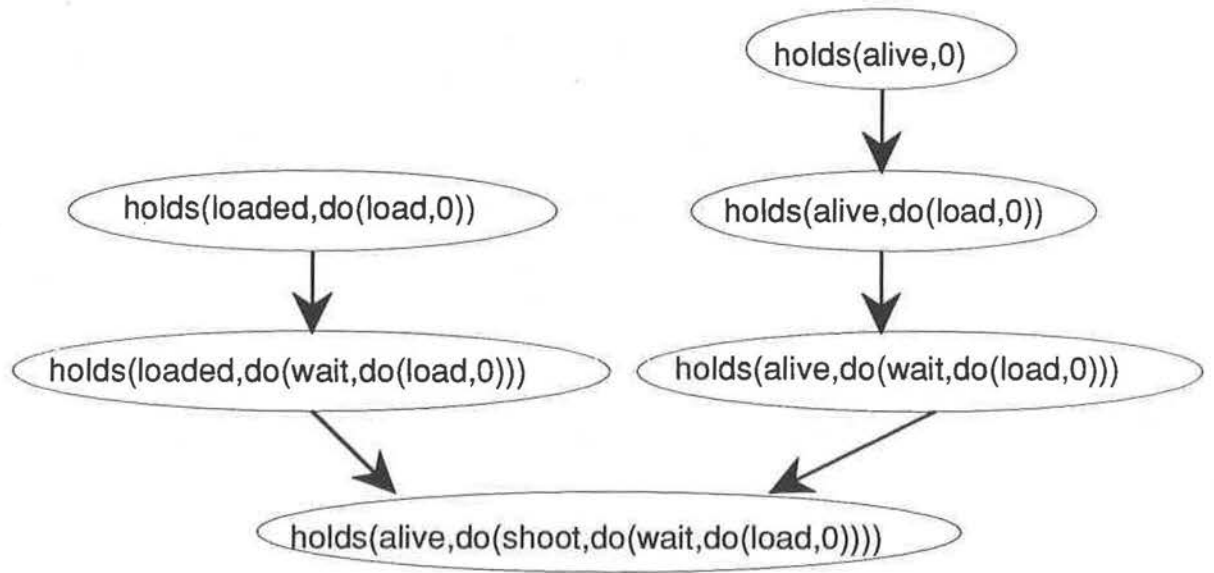 holds(alive,0)
holds(loaded,do(load,0))
holds(alive,do(load,0))
holds(loaded,do(wait,do(load,0)))
holds(alive,do(wait,do(load,0)))
holds(alive,do(shoot,do(wait,do(load,0))))